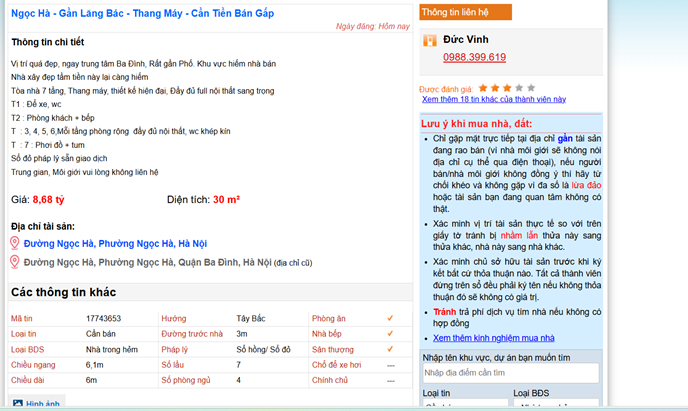 Ngọc Hà - Gần Lăng Bác - Thang Máy - Cần Tiền Bán Gấp
Ngày đăng: Hôm nay
Thông tin chi tiết
Vị trí quá đẹp, ngay trung tâm Ba Đình, Rất gần Phố. Khu vực hiếm nhà bán
Nhà xây đẹp tầm tiền này lại càng hiếm
Tòa nhà 7 tầng, Thang máy, thiết kế hiện đại, Đầy đủ full nội thất sang trọng
T1 : Để xe, wc
T2 : Phòng khách + bếp
T : 3, 4, 5, 6,Mỗi tầng phòng rộng đầy đủ nội thất, wc khép kín
T : 7 : Phơi đồ + tum
Sổ đỏ pháp lý sẵn giao dịch
Trung gian, Môi giới vui lòng không liên hệ
Giá: 8,68 tỷ
Diện tích: 30 m²
Địa chỉ tài sản:
Đường Ngọc Hà, Phường Ngọc Hà, Hà Nội
Đường Ngọc Hà, Phường Ngọc Hà, Quận Ba Đình, Hà Nội (địa chỉ cũ)
Các thông tin khác
Mã tin 17743653 Hướng Tây Bắc Phòng ăn
Loại tin Cần bán Đường trước nhà 3m Nhà bếp
Loại BDS Nhà trong hẻm Pháp lý Sổ hồng/ Sổ đỏ Sân thượng
Chiều ngang 6,1m Số lầu 7 Chổ để xe hơi ---
Chiều dài 6m Số phòng ngủ 4 Chính chủ ---
Hình ảnh
Thông tin liên hệ
Đức Vinh
0988.399.619
Được đánh giá:
Xem thêm 18 tin khác của thành viên này
Lưu ý khi mua nhà, đất:
• Chỉ gặp mặt trực tiếp tại địa chỉ gần tài sản
đang rao bán (vì nhà môi giới sẽ không nói
địa chỉ cụ thể qua điện thoại), nếu người
bán/nhà môi giới không đồng ý thì hãy từ
chối khéo và không gặp vì đa số là lừa đảo
hoặc tài sản bạn đang quan tâm không có
thật.
• Xác minh vị trí tài sản thực tế so với trên
giấy tờ tránh bị nhầm lẫn thửa này sang
thửa khác, nhà này sang nhà khác.
• Xác minh chủ sở hữu tài sản trước khi ký
kết bất cứ thỏa thuận nào. Tất cả thành viên
đứng trên sổ đều phải ký tên nếu không thỏa
thuận đó sẽ không có giá trị.
• Tránh trả phí dịch vụ tìm nhà nếu không có
hợp đồng
• Xem thêm kinh nghiệm mua nhà
Nhập tên khu vực, dự án bạn muốn tìm
Nhập địa điểm cần tìm
Loại tin Loại BĐS